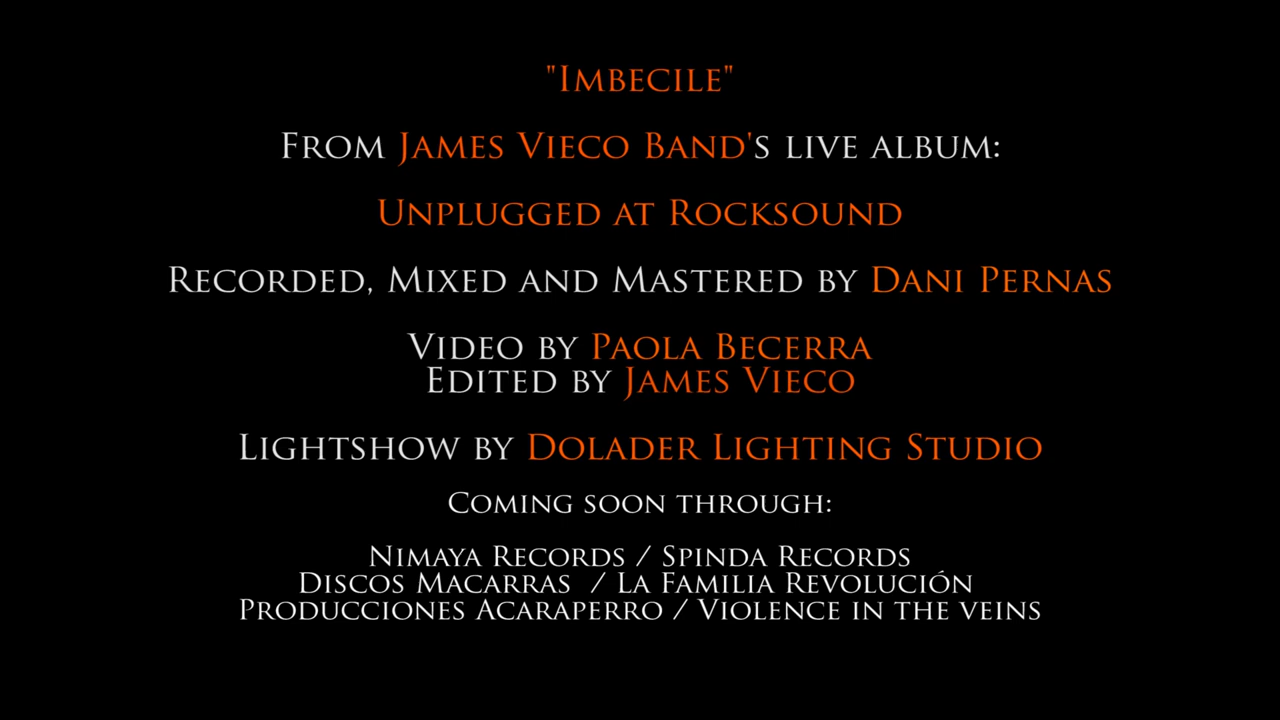 "Imbecile"
From James Vieco Band's live album:
Unplugged at Rocksound
Recorded, Mixed and Mastered by Dani Pernas
Video by Paola Becerra
Edited by James Vieco
Lightshow by Dolader Lighting Studio
Coming soon through:
Nimaya Records / Spinda Records
Discos Macarras / La Familia Revolución
Producciones Acaraperro / Violence in the veins